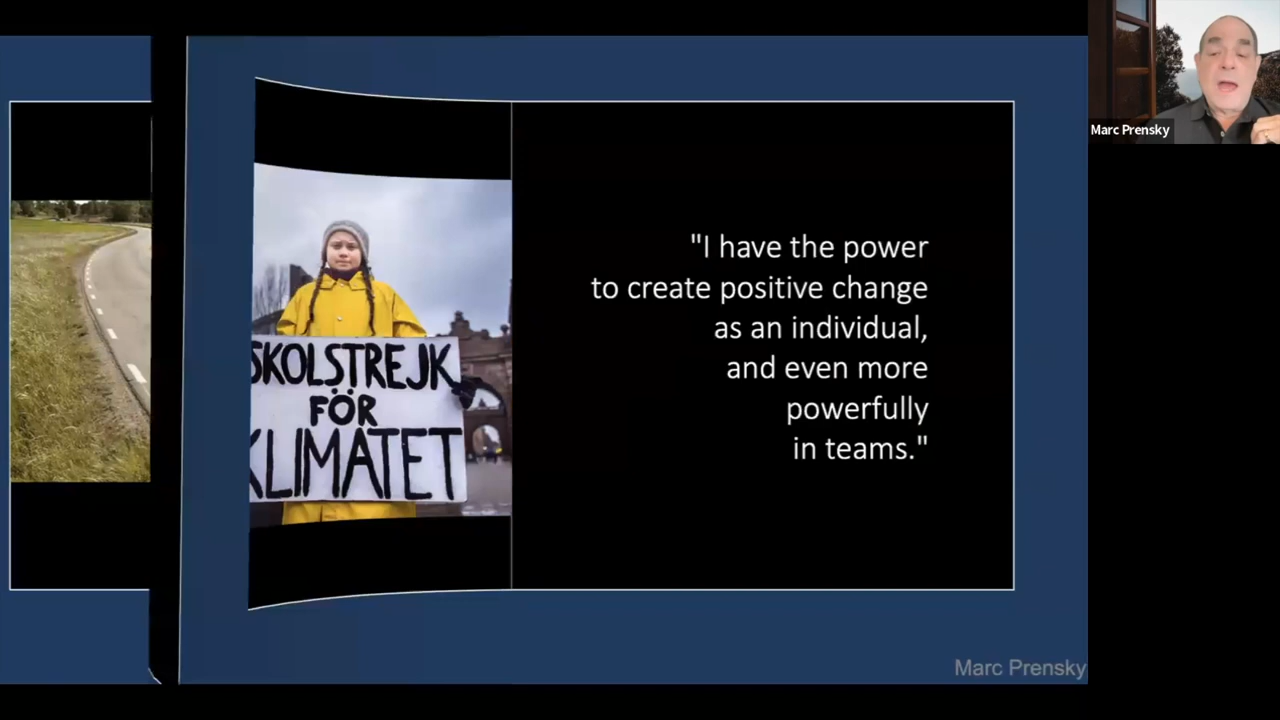 SKOLSTREJK
FÖR
KLIMATET
"I have the power
to create positive change
as an individual,
and even more
powerfully
in teams."
Marc Prensky
Marc Prensky